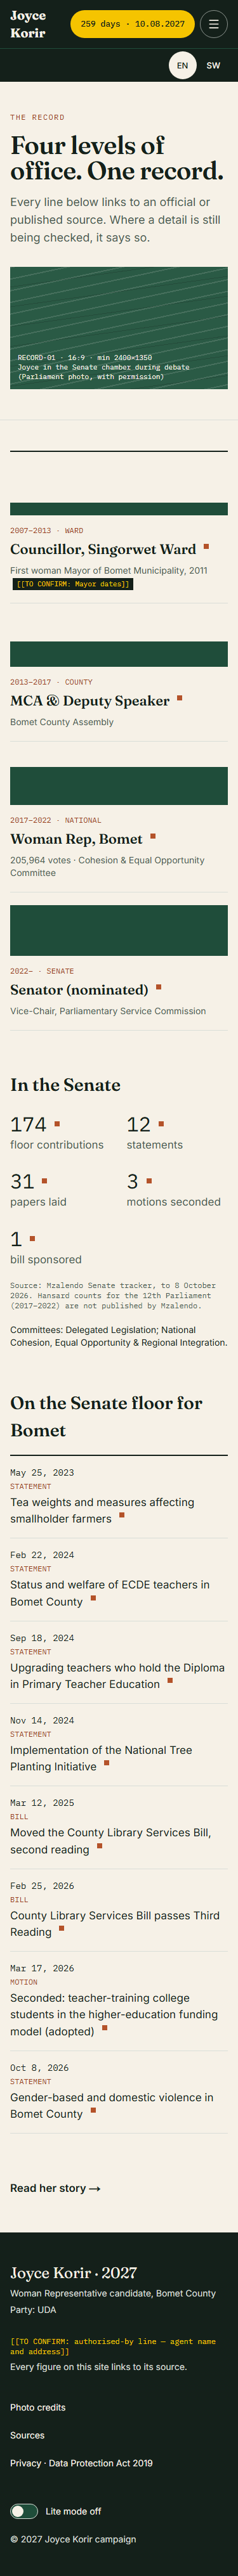 Joyce
Korir
259 days · 10.08.2027
EN
SW
THE RECORD
Four levels of
office. One record.
Every line below links to an official or
published source. Where a detail is still
being checked, it says so.
RECORD-01 · 16:9 · min 2400×1350
Joyce in the Senate chamber during debate
(Parliament photo, with permission)
2007–2013 · WARD
Councillor, Singorwet Ward
First woman Mayor of Bomet Municipality, 2011
[[TO CONFIRM: Mayor dates]]
2013–2017 · COUNTY
MCA & Deputy Speaker
Bomet County Assembly
2017–2022 · NATIONAL
Woman Rep, Bomet
205,964 votes · Cohesion & Equal Opportunity
Committee
2022– · SENATE
Senator (nominated)
Vice-Chair, Parliamentary Service Commission
In the Senate
174
floor contributions
12
statements
31
papers laid
3
motions seconded
1
bill sponsored
Source: Mzalendo Senate tracker, to 8 October
2026. Hansard counts for the 12th Parliament
(2017–2022) are not published by Mzalendo.
Committees: Delegated Legislation; National
Cohesion, Equal Opportunity & Regional Integration.
On the Senate floor for
Bomet
May 25, 2023
STATEMENT
Tea weights and measures affecting
smallholder farmers
Feb 22, 2024
STATEMENT
Status and welfare of ECDE teachers in
Bomet County
Sep 18, 2024
STATEMENT
Upgrading teachers who hold the Diploma
in Primary Teacher Education
Nov 14, 2024
STATEMENT
Implementation of the National Tree
Planting Initiative
Mar 12, 2025
BILL
Moved the County Library Services Bill,
second reading
Feb 25, 2026
BILL
County Library Services Bill passes Third
Reading
Mar 17, 2026
MOTION
Seconded: teacher-training college
students in the higher-education funding
model (adopted)
Oct 8, 2026
STATEMENT
Gender-based and domestic violence in
Bomet County
Read her story →
Joyce Korir · 2027
Woman Representative candidate, Bomet County
Party: UDA
[[TO CONFIRM: authorised-by line — agent name
and address]]
Every figure on this site links to its source.
Photo credits
Sources
Privacy · Data Protection Act 2019
Lite mode off
© 2027 Joyce Korir campaign